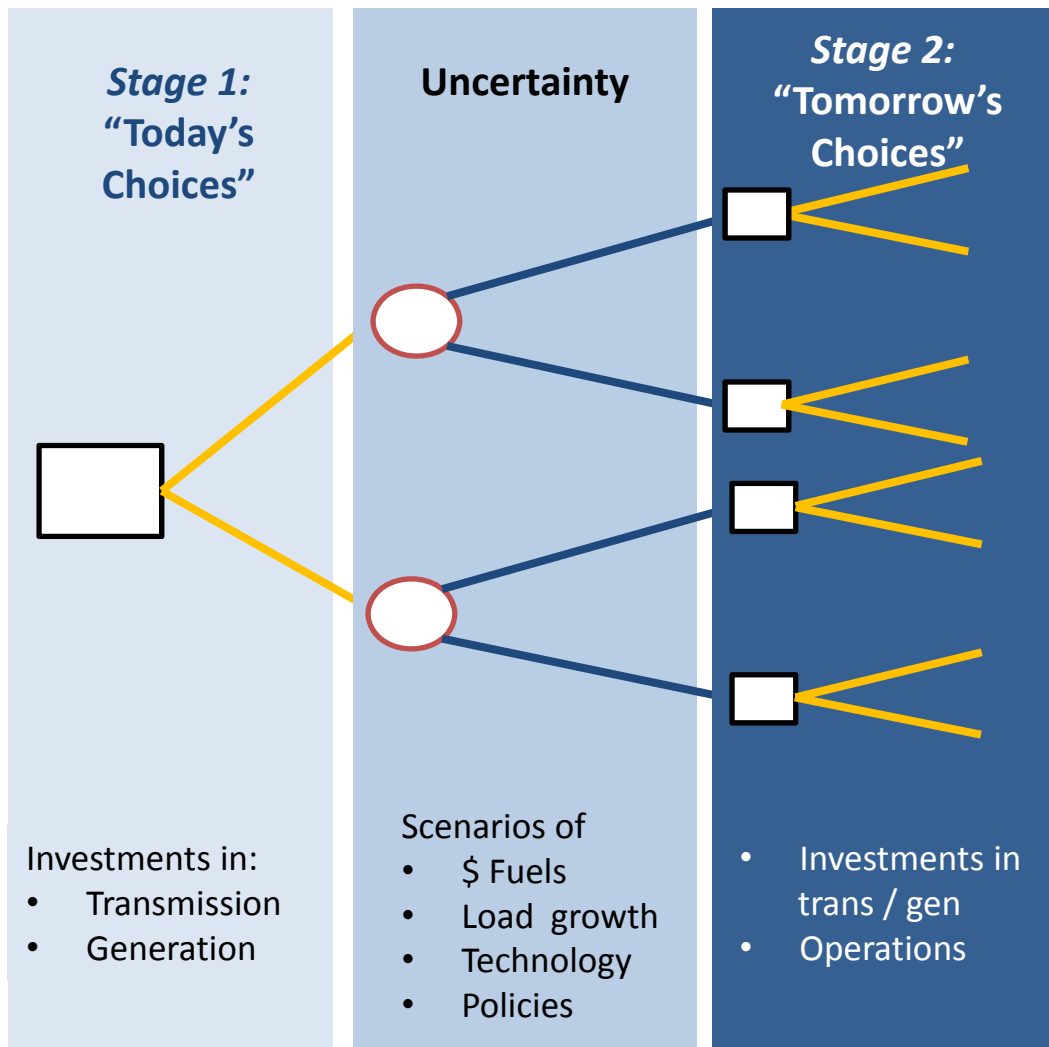 Stage 1:
“Today’s
Choices”
Investments in:
• Transmission
• Generation
Uncertainty
Scenarios of
• $ Fuels
• Load growth
• Technology
• Policies
Stage 2:
“Tomorrow’s
Choices”
• Investments in
trans / gen
• Operations